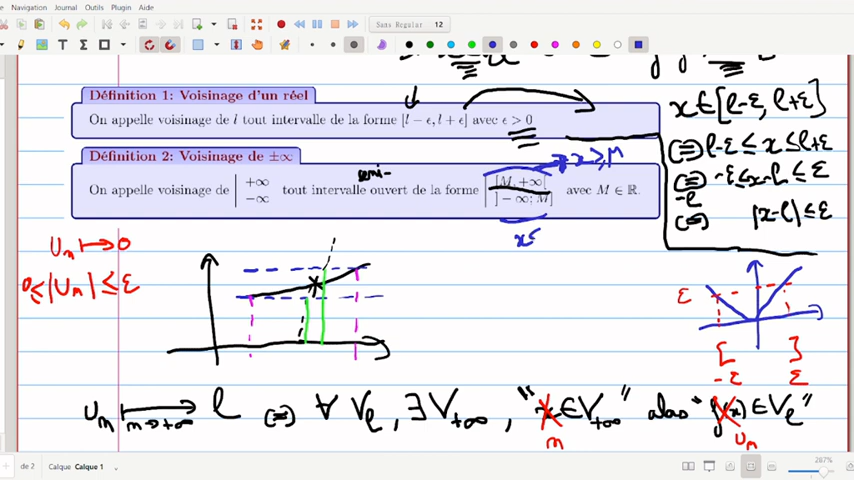 Navigation Journal Outils Plugin Aide
Sans Regular 12
Définition 1: Voisinage d'un réel
On appelle voisinage de l tout intervalle de la forme [l − ϵ, l + ϵ] avec ϵ > 0
x ∈ [l-ε, l+ε]
(=) l-ε ≤ x ≤ l+ε
(=) -ε ≤ x-l ≤ ε
-l
(=) |x-l| ≤ ε
Définition 2: Voisinage de ±∞
x ≥ M
semi-
On appelle voisinage de | +∞ −∞ tout intervalle ouvert de la forme | [M, +∞[ ] − ∞; M] avec M ∈ ℝ.
x ≤
Un ↦ 0
0 ≤ |Un| ≤ ε
ε
[ ]
-ε ε
Un ↦ l (=) ∀ Vl, ∃ V+∞, "x ∈ V+∞" alors "f(x) ∈ Vl"
n→+∞
n Un
de 2 Calque Calque 1 287%